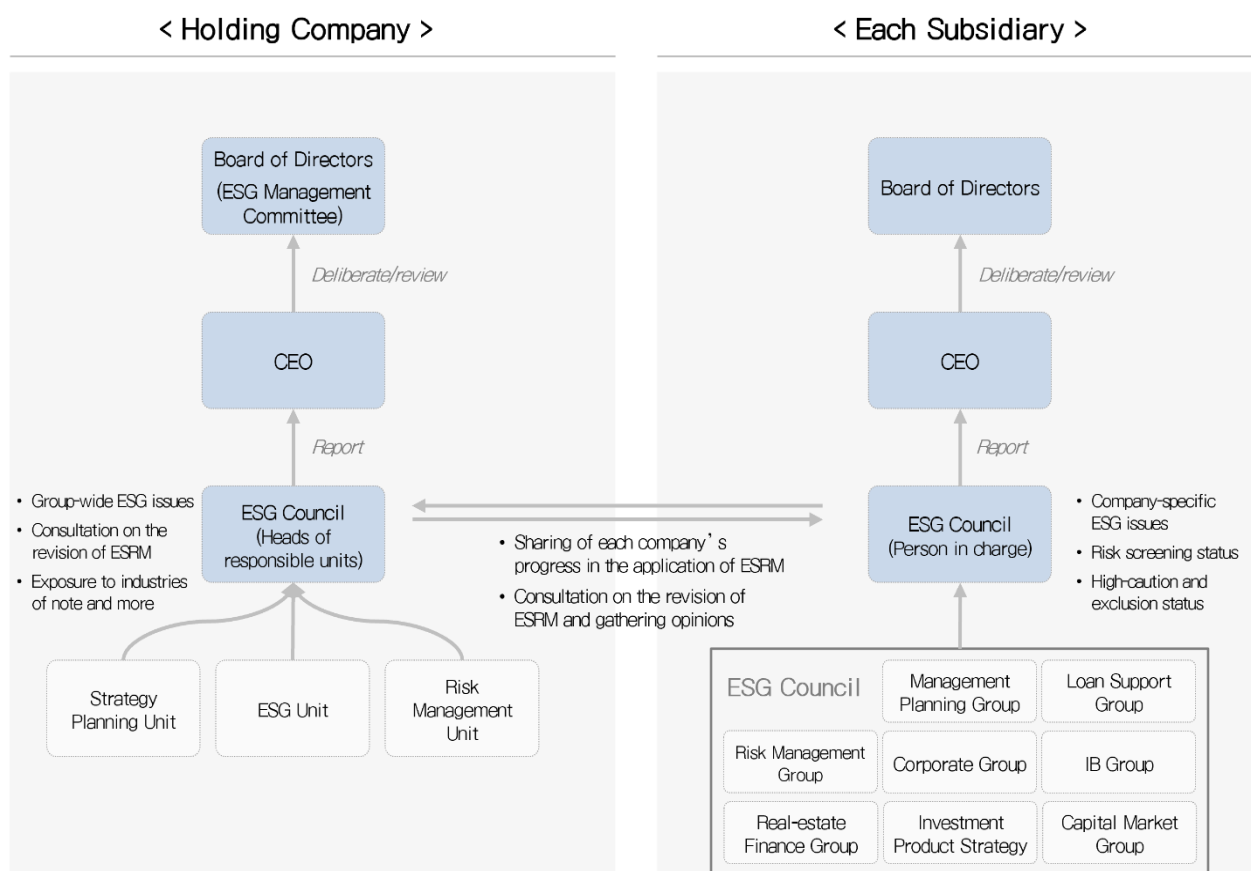 < Holding Company >
Board of Directors
(ESG Management
Committee)
Deliberate/review
CEO
Report
• Group-wide ESG issues
• Consultation on the
revision of ESRM
• Exposure to industries
of note and more
ESG Council
(Heads of
responsible units)
Strategy
Planning Unit
ESG Unit
Risk
Management
Unit
• Sharing of each company's
progress in the application of ESRM
• Consultation on the revision of
ESRM and gathering opinions
< Each Subsidiary >
Board of Directors
Deliberate/review
CEO
Report
ESG Council
(Person in charge)
• Company-specific
ESG issues
• Risk screening status
• High-caution and
exclusion status
ESG Council
Management
Planning Group
Loan Support
Group
Risk Management
Group
Corporate Group
IB Group
Real-estate
Finance Group
Investment
Product Strategy
Capital Market
Group